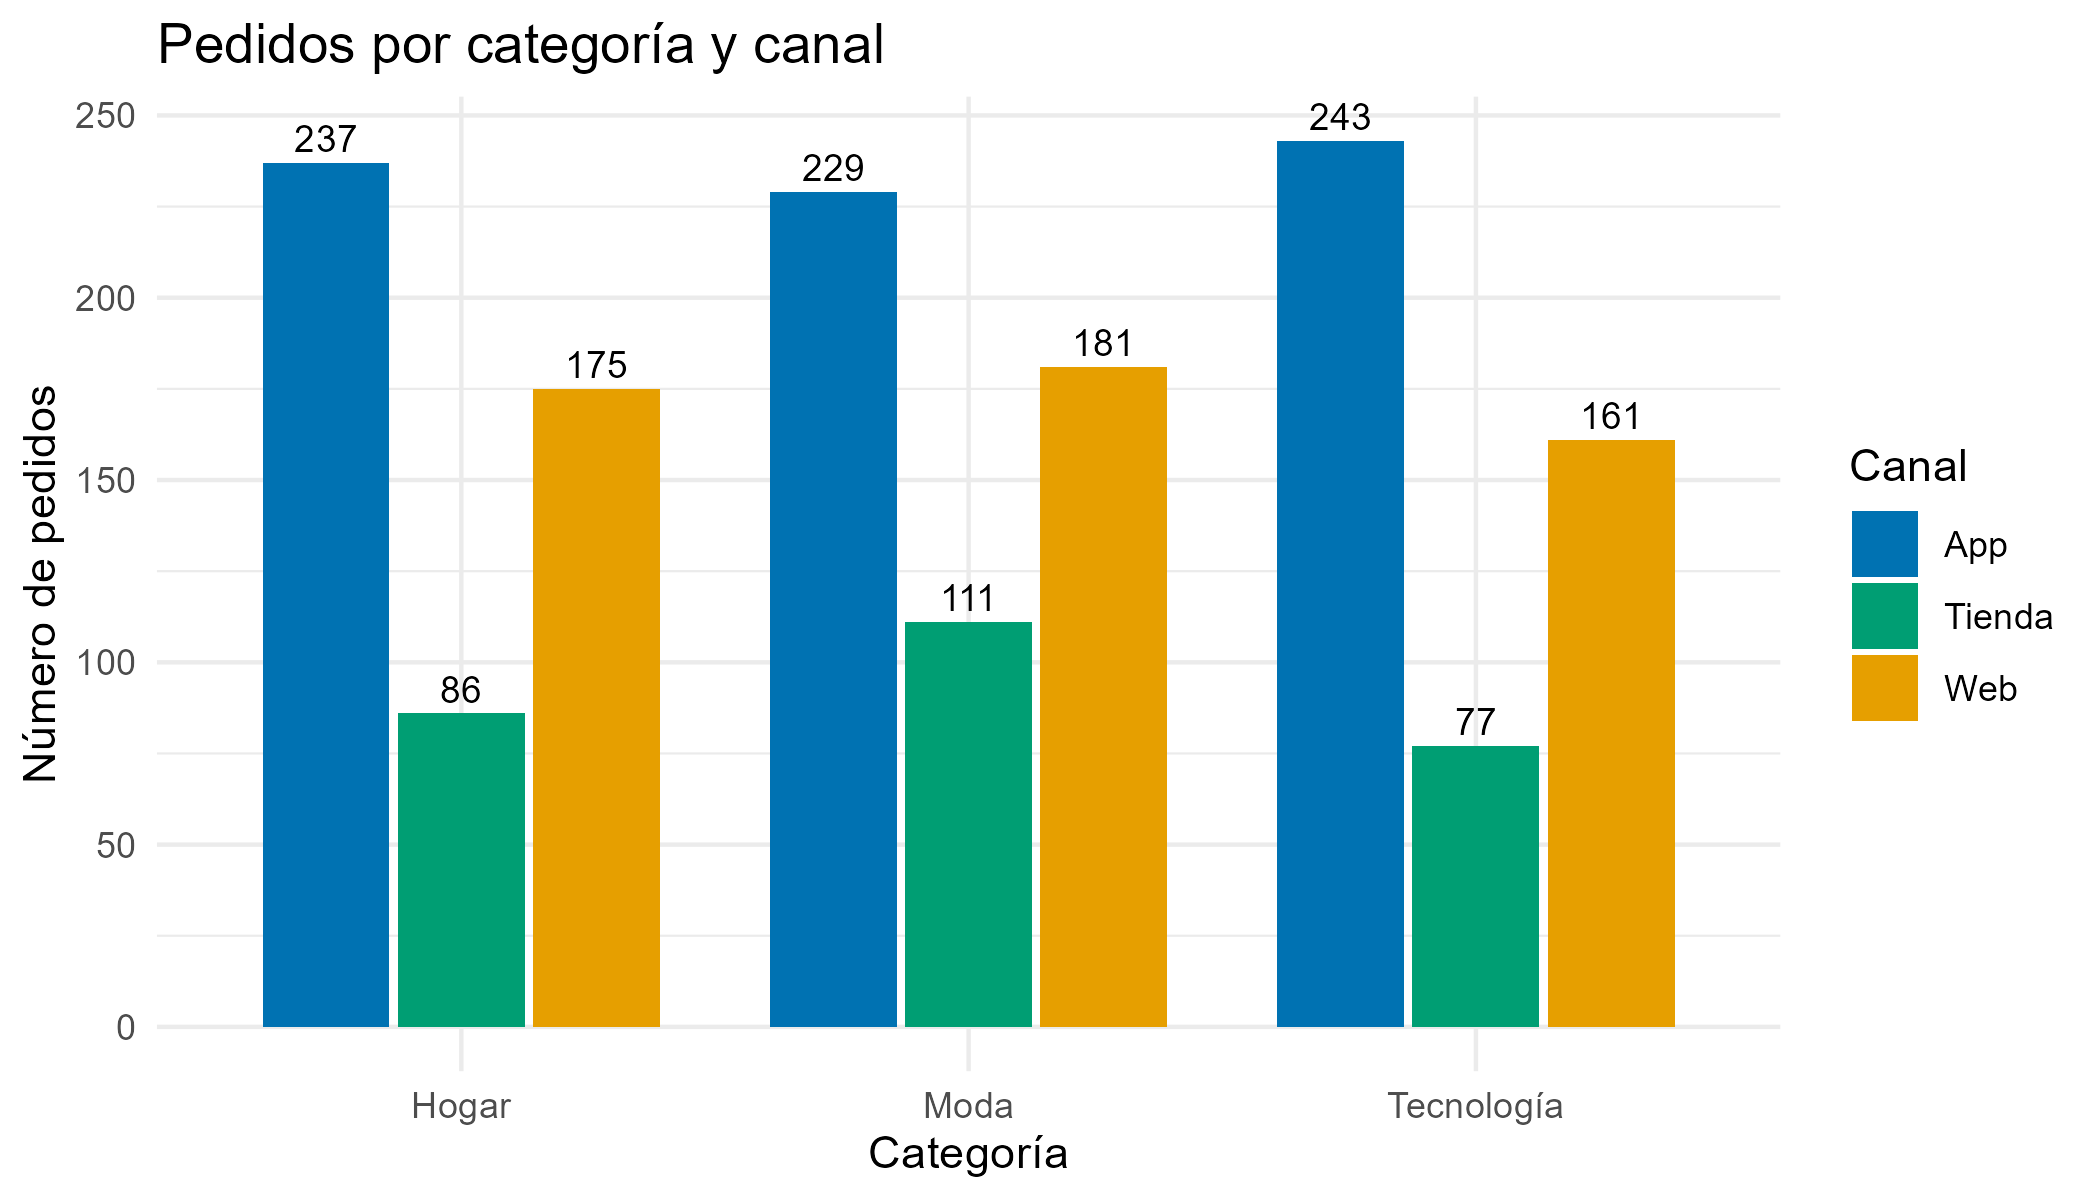 Pedidos por categoría y canal
Número de pedidos
250
200
150
100
50
0
237
86
175
229
111
181
243
77
161
Hogar
Moda
Tecnología
Categoría
Canal
App
Tienda
Web